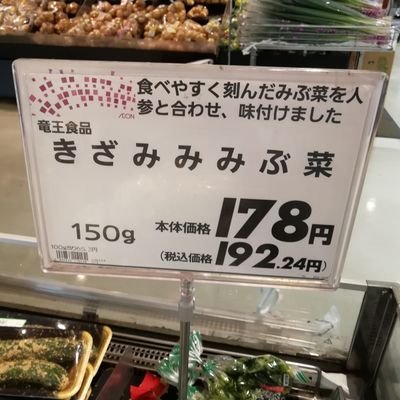 食べやすく刻んだみぶ菜を人
参と合わせ、味付けました
AEON
竜王食品
きざみみみぶ菜
150g
本体価格 178円
(税込価格 192.24円)